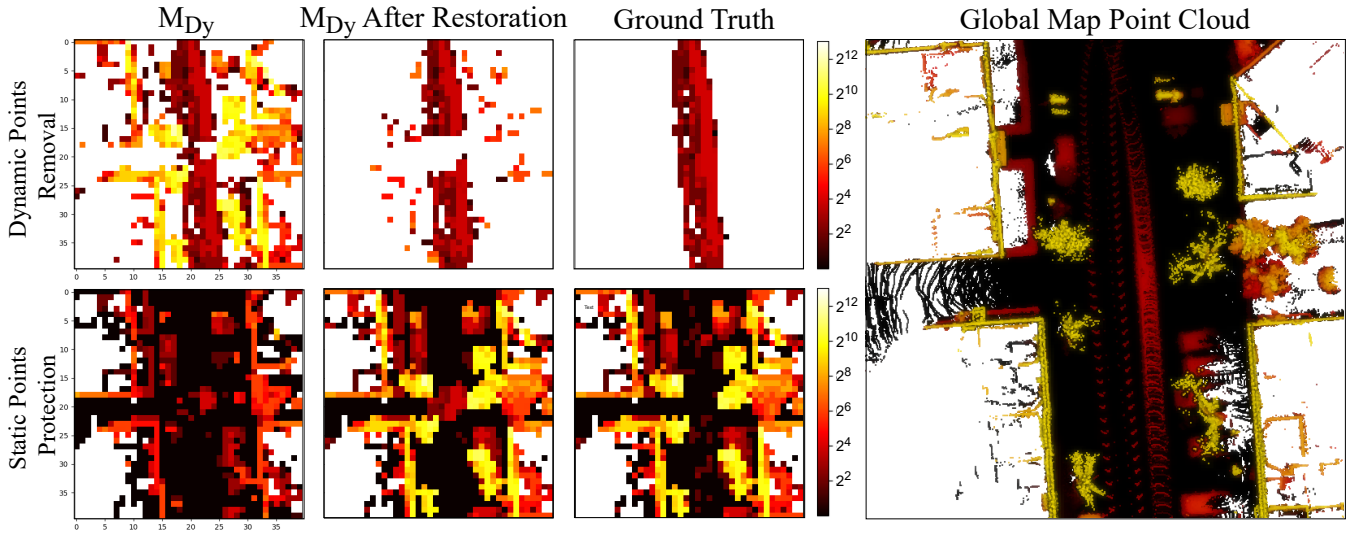 M_Dy
M_Dy After Restoration
Ground Truth
Global Map Point Cloud
Dynamic Points
Removal
0
5
10
15
20
25
30
35
0 5 10 15 20 25 30 35
2^12
2^10
2^8
2^6
2^4
2^2
Static Points
Protection
0
5
10
15
20
25
30
35
0 5 10 15 20 25 30 35
Text
2^12
2^10
2^8
2^6
2^4
2^2